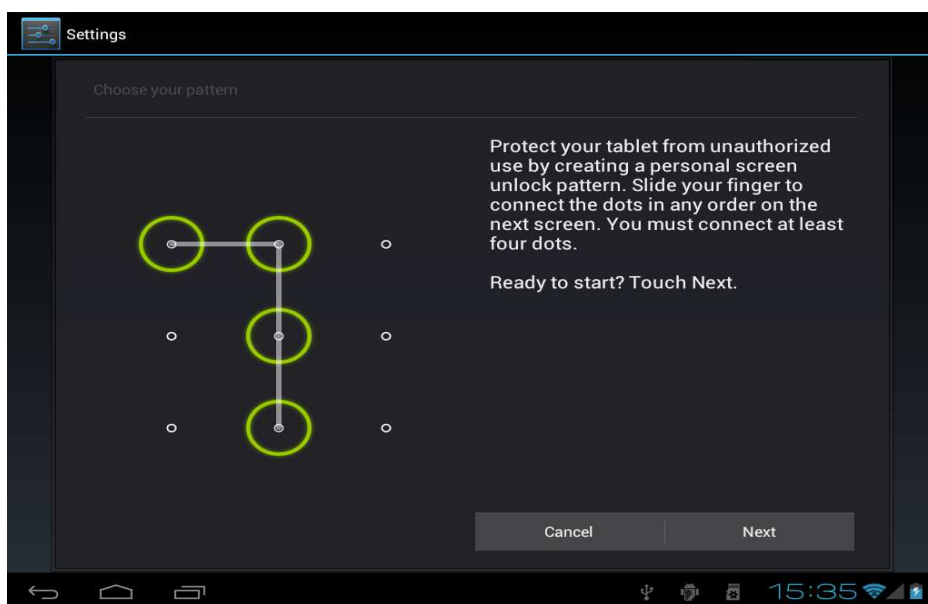 Settings
Choose your pattern
Protect your tablet from unauthorized
use by creating a personal screen
unlock pattern. Slide your finger to
connect the dots in any order on the
next screen. You must connect at least
four dots.
Ready to start? Touch Next.
Cancel
Next
15:35